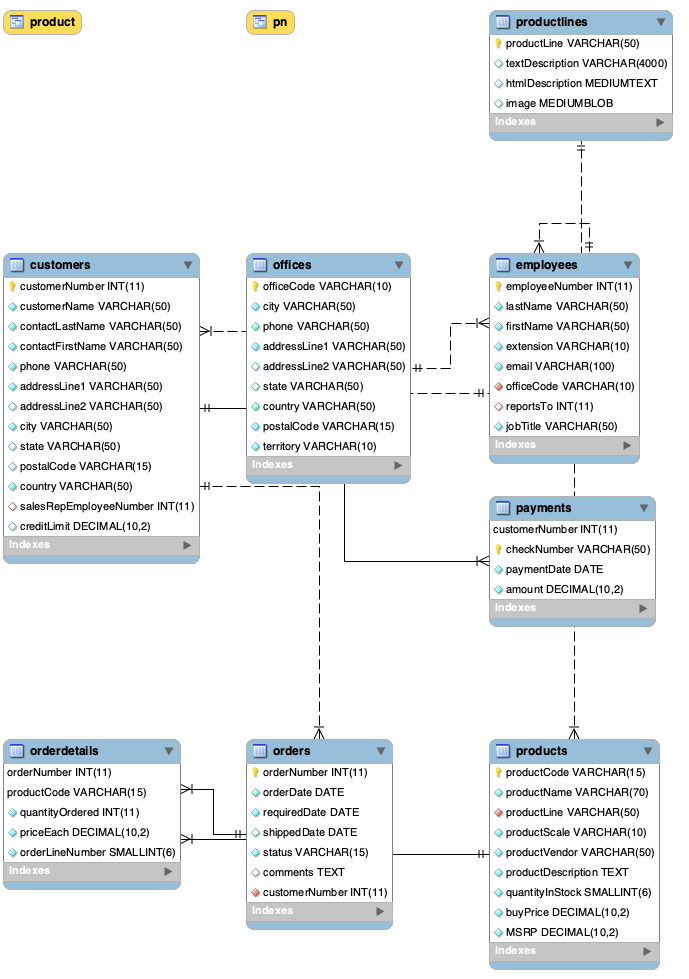 product
pn
productlines
productLine VARCHAR(50)
textDescription VARCHAR(4000)
htmlDescription MEDIUMTEXT
image MEDIUMBLOB
Indexes
customers
customerNumber INT(11)
customerName VARCHAR(50)
contactLastName VARCHAR(50)
contactFirstName VARCHAR(50)
phone VARCHAR(50)
addressLine1 VARCHAR(50)
addressLine2 VARCHAR(50)
city VARCHAR(50)
state VARCHAR(50)
postalCode VARCHAR(15)
country VARCHAR(50)
salesRepEmployeeNumber INT(11)
creditLimit DECIMAL(10,2)
Indexes
offices
officeCode VARCHAR(10)
city VARCHAR(50)
phone VARCHAR(50)
addressLine1 VARCHAR(50)
addressLine2 VARCHAR(50)
state VARCHAR(50)
country VARCHAR(50)
postalCode VARCHAR(15)
territory VARCHAR(10)
Indexes
employees
employeeNumber INT(11)
lastName VARCHAR(50)
firstName VARCHAR(50)
extension VARCHAR(10)
email VARCHAR(100)
officeCode VARCHAR(10)
reportsTo INT(11)
jobTitle VARCHAR(50)
Indexes
payments
customerNumber INT(11)
checkNumber VARCHAR(50)
paymentDate DATE
amount DECIMAL(10,2)
Indexes
orderdetails
orderNumber INT(11)
productCode VARCHAR(15)
quantityOrdered INT(11)
priceEach DECIMAL(10,2)
orderLineNumber SMALLINT(6)
Indexes
orders
orderNumber INT(11)
orderDate DATE
requiredDate DATE
shippedDate DATE
status VARCHAR(15)
comments TEXT
customerNumber INT(11)
Indexes
products
productCode VARCHAR(15)
productName VARCHAR(70)
productLine VARCHAR(50)
productScale VARCHAR(10)
productVendor VARCHAR(50)
productDescription TEXT
quantityInStock SMALLINT(6)
buyPrice DECIMAL(10,2)
MSRP DECIMAL(10,2)
Indexes